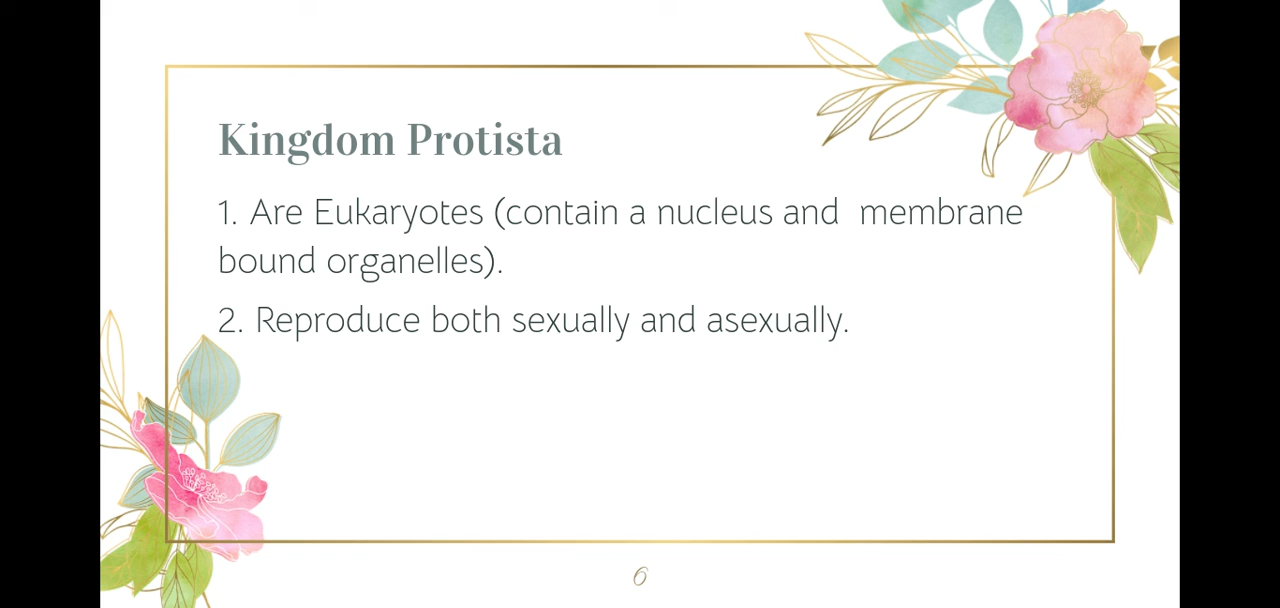 Kingdom Protista
1. Are Eukaryotes (contain a nucleus and  membrane
bound organelles).
2. Reproduce both sexually and asexually.
6